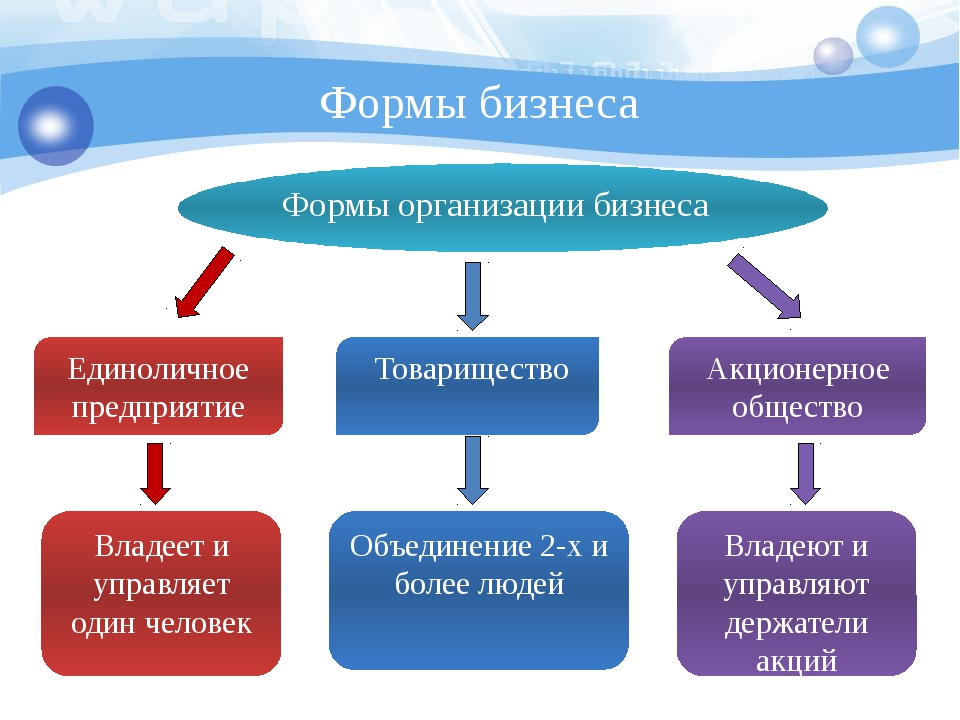 Формы бизнеса
Формы организации бизнеса
Единоличное
предприятие
Товарищество
Акционерное
общество
Владеет и
управляет
один человек
Объединение 2-х и
более людей
Владеют и
управляют
держатели
акций